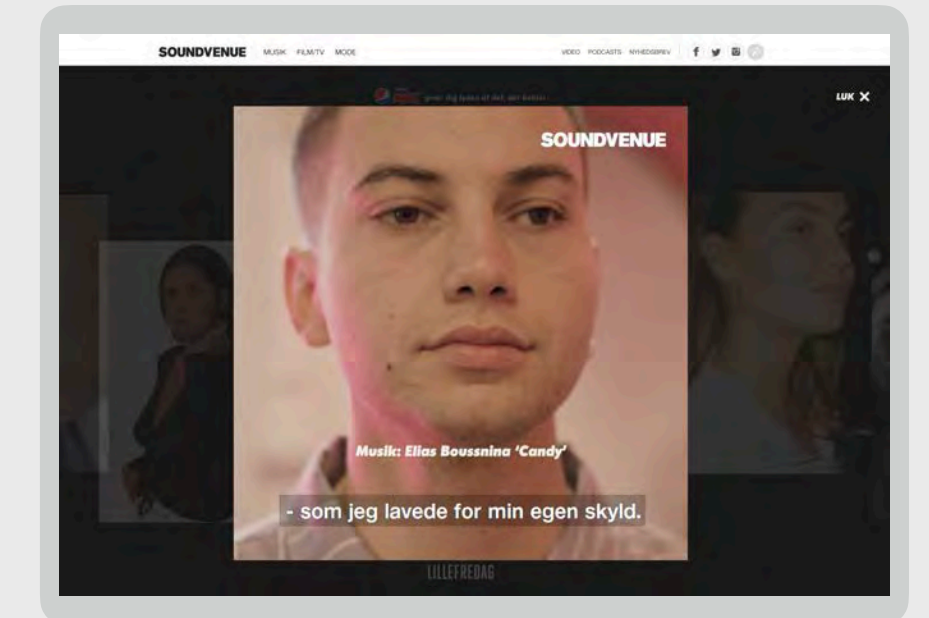 SOUNDVENUE MUSIK FILM/TV MODE VIDEO PODCASTS NYHEDSBREV
LUK X
SOUNDVENUE
Musik: Elias Boussnina 'Candy'
- som jeg lavede for min egen skyld.
LILLEFREDAG